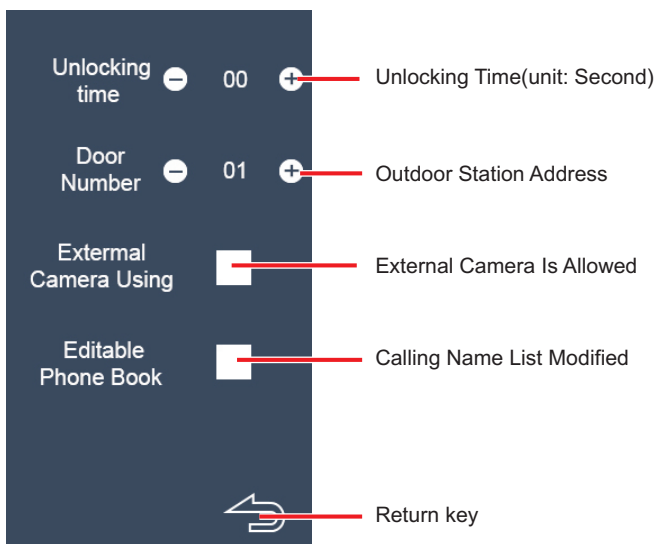 Unlocking
time
00
Unlocking Time(unit: Second)
Door
Number
01
Outdoor Station Address
Extermal
Camera Using
External Camera Is Allowed
Editable
Phone Book
Calling Name List Modified
Return key